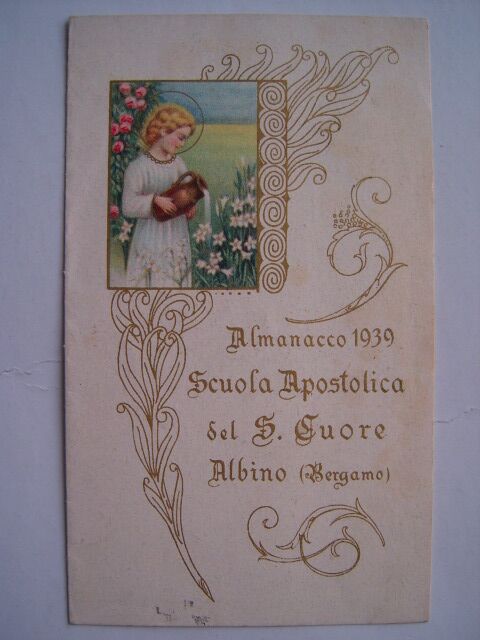 Almanacco 1939
Scuola Apostolica
del S. Cuore
Albino (Bergamo)